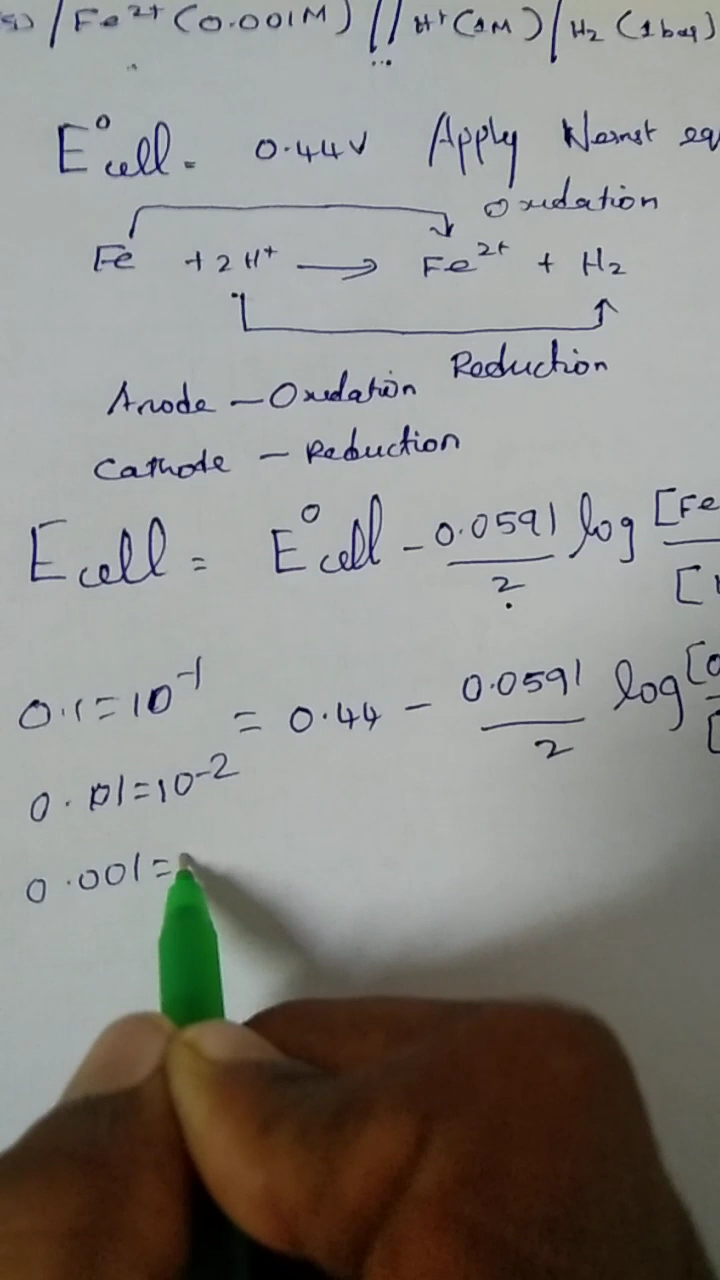 s) / Fe²⁺ (0.001M) // H⁺ (1M) / H₂ (1 bar)
E°cell = 0.44V Apply Nernst eq
Oxidation
Fe + 2H⁺ → Fe²⁺ + H₂
Reduction
Anode - Oxidation
Cathode - Reduction
Ecell = E°cell - 0.0591/2 log [Fe
0.1 = 10⁻¹ = 0.44 - 0.0591/2 log [0
0.01 = 10⁻²
0.001 =